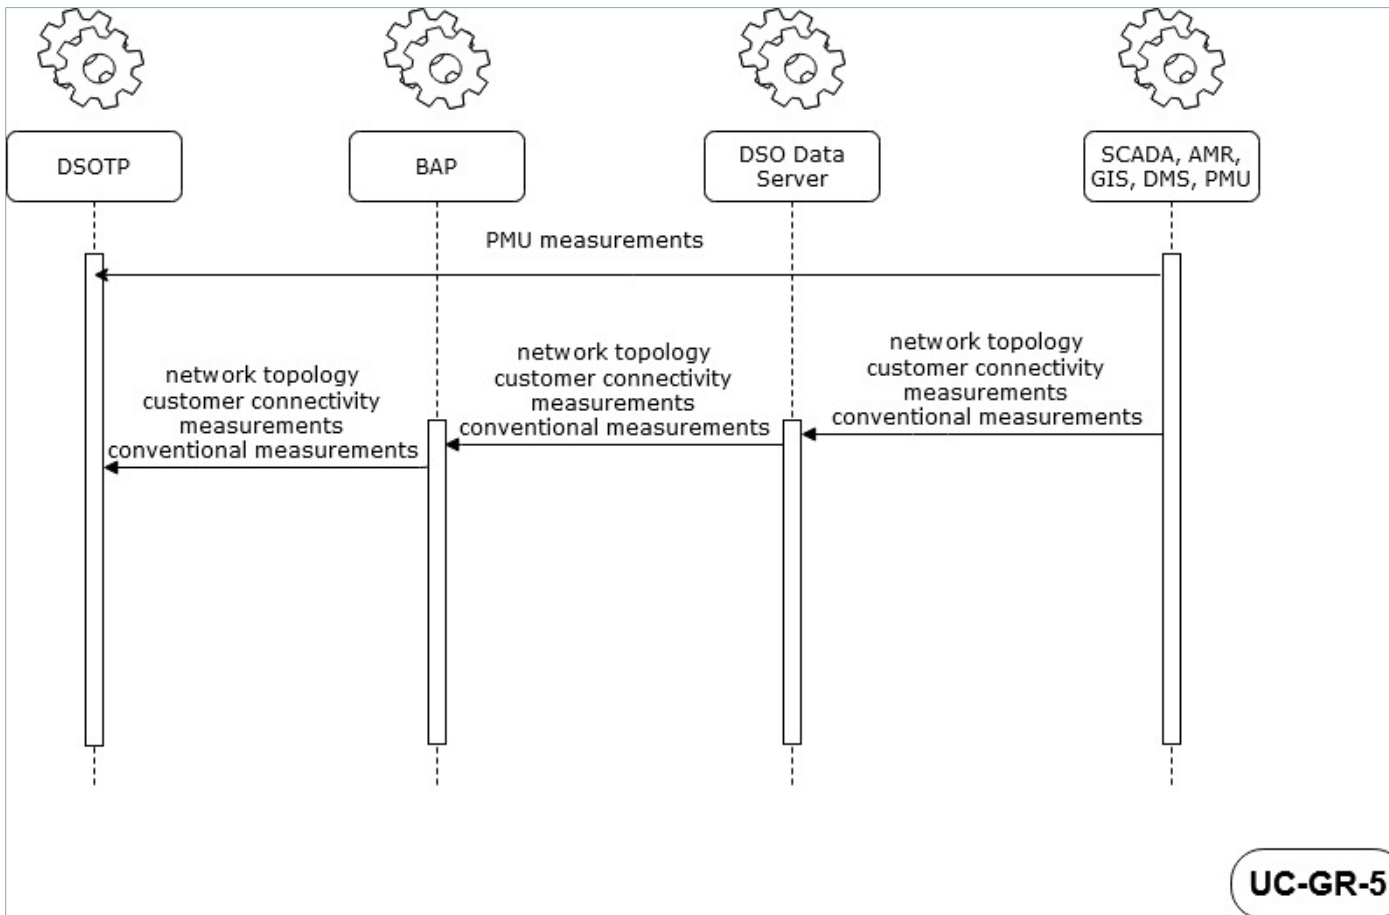 DSOTP
BAP
DSO Data
Server
SCADA, AMR,
GIS, DMS, PMU
PMU measurements
network topology
customer connectivity
measurements
conventional measurements
network topology
customer connectivity
measurements
conventional measurements
network topology
customer connectivity
measurements
conventional measurements
UC-GR-5